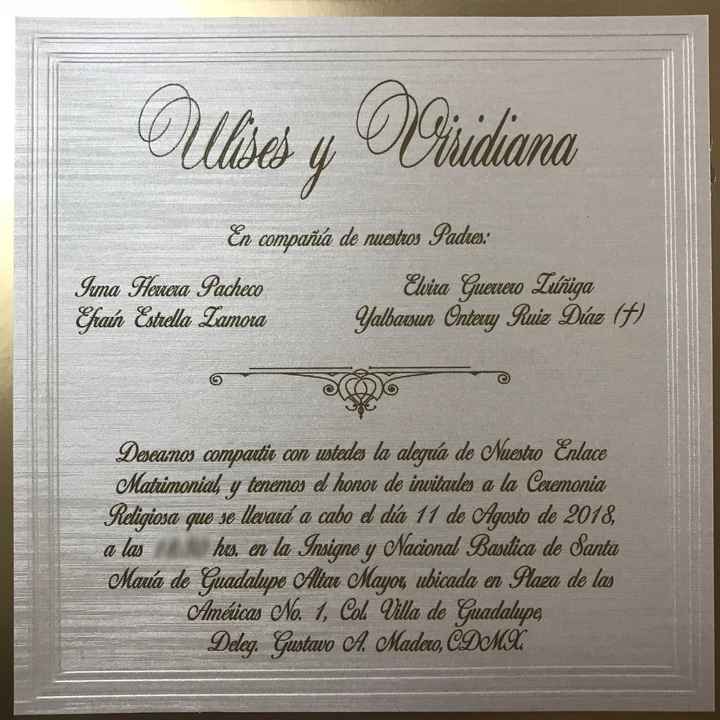 Ulises y Viridiana
En compañía de nuestros Padres:
Irma Herrera Pacheco
Efraín Estrella Zamora
Elvira Guerrero Zúñiga
Yalbarsun Onterry Ruiz Díaz (†)
Deseamos compartir con ustedes la alegría de Nuestro Enlace
Matrimonial, y tenemos el honor de invitarles a la Ceremonia
Religiosa que se llevará a cabo el día 11 de Agosto de 2018,
a las hrs. en la Insigne y Nacional Basílica de Santa
María de Guadalupe Altar Mayor, ubicada en Plaza de las
Américas No. 1, Col. Villa de Guadalupe,
Deleg. Gustavo A. Madero, CDMX.